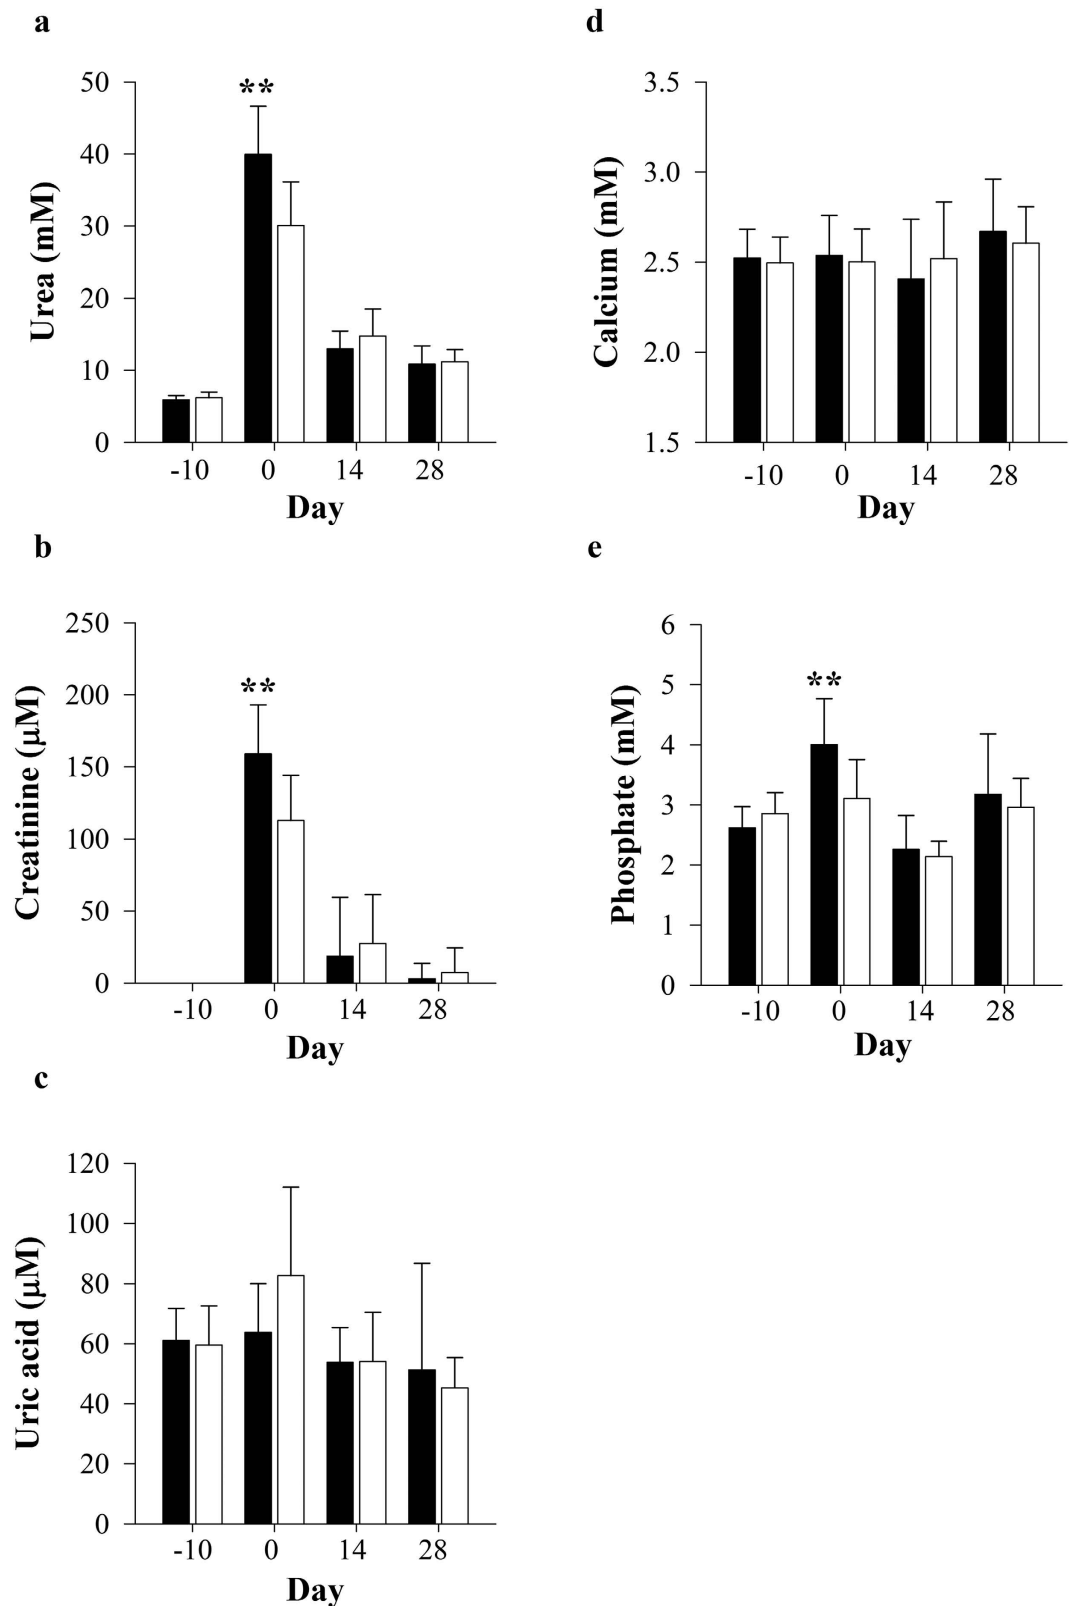 a
50
40
30
20
10
0
Urea (mM)
**
-10 0 14 28
Day
b
250
200
150
100
50
0
Creatinine (μM)
**
-10 0 14 28
Day
c
120
100
80
60
40
20
0
Uric acid (μM)
-10 0 14 28
Day
d
3.5
3.0
2.5
2.0
1.5
Calcium (mM)
-10 0 14 28
Day
e
6
5
4
3
2
1
0
Phosphate (mM)
**
-10 0 14 28
Day